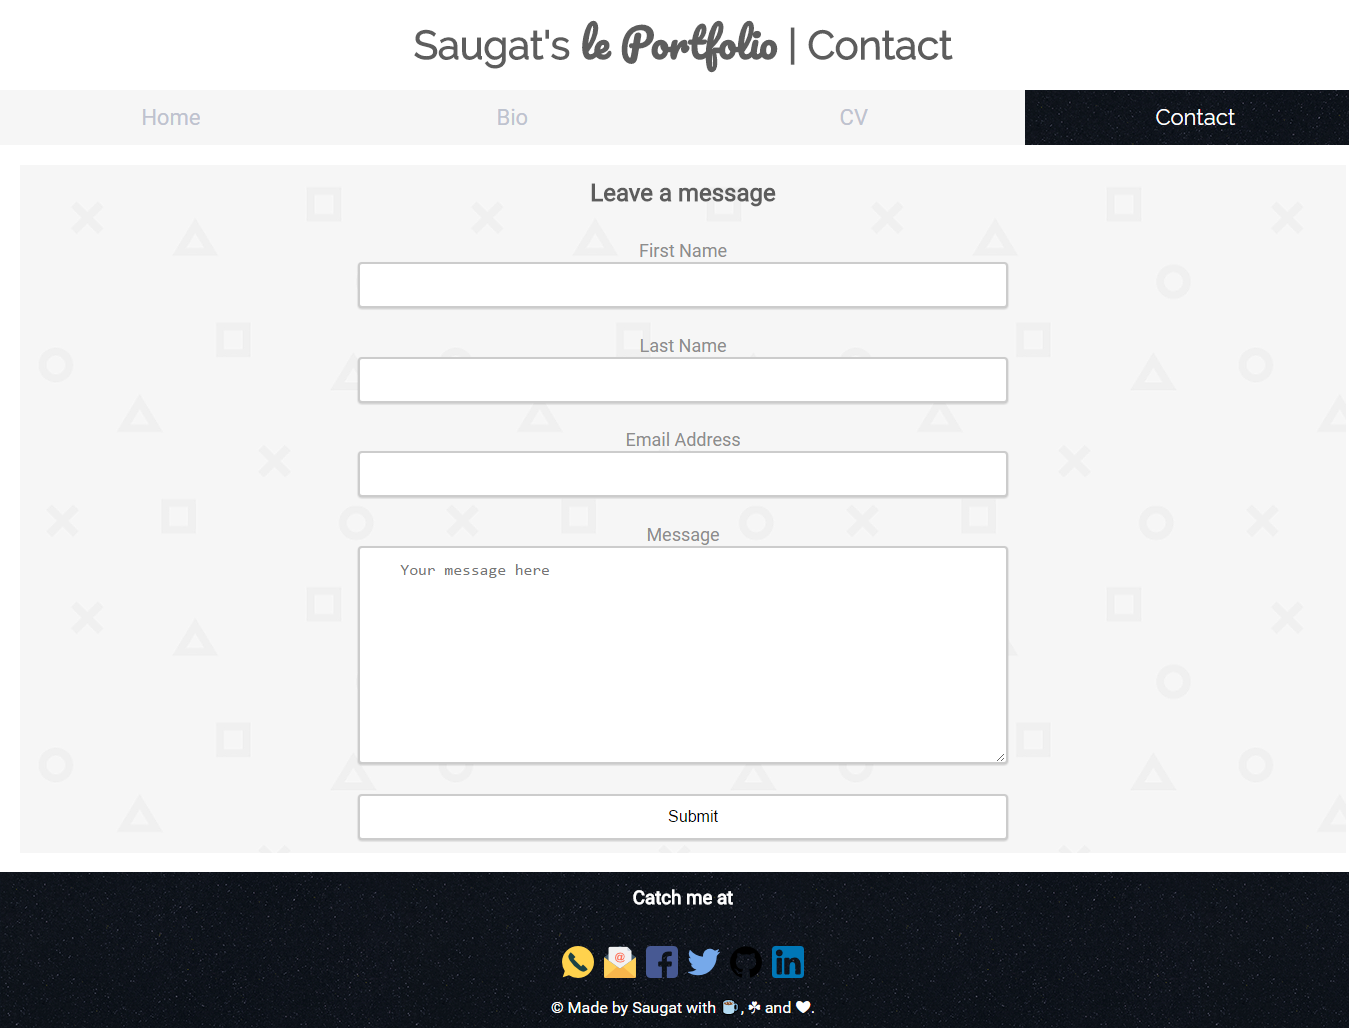 Saugat's le Portfolio | Contact
Home Bio CV Contact
Leave a message
First Name
Last Name
Email Address
Message
Your message here
Submit
Catch me at
© Made by Saugat with ☕, ☘ and ♥.